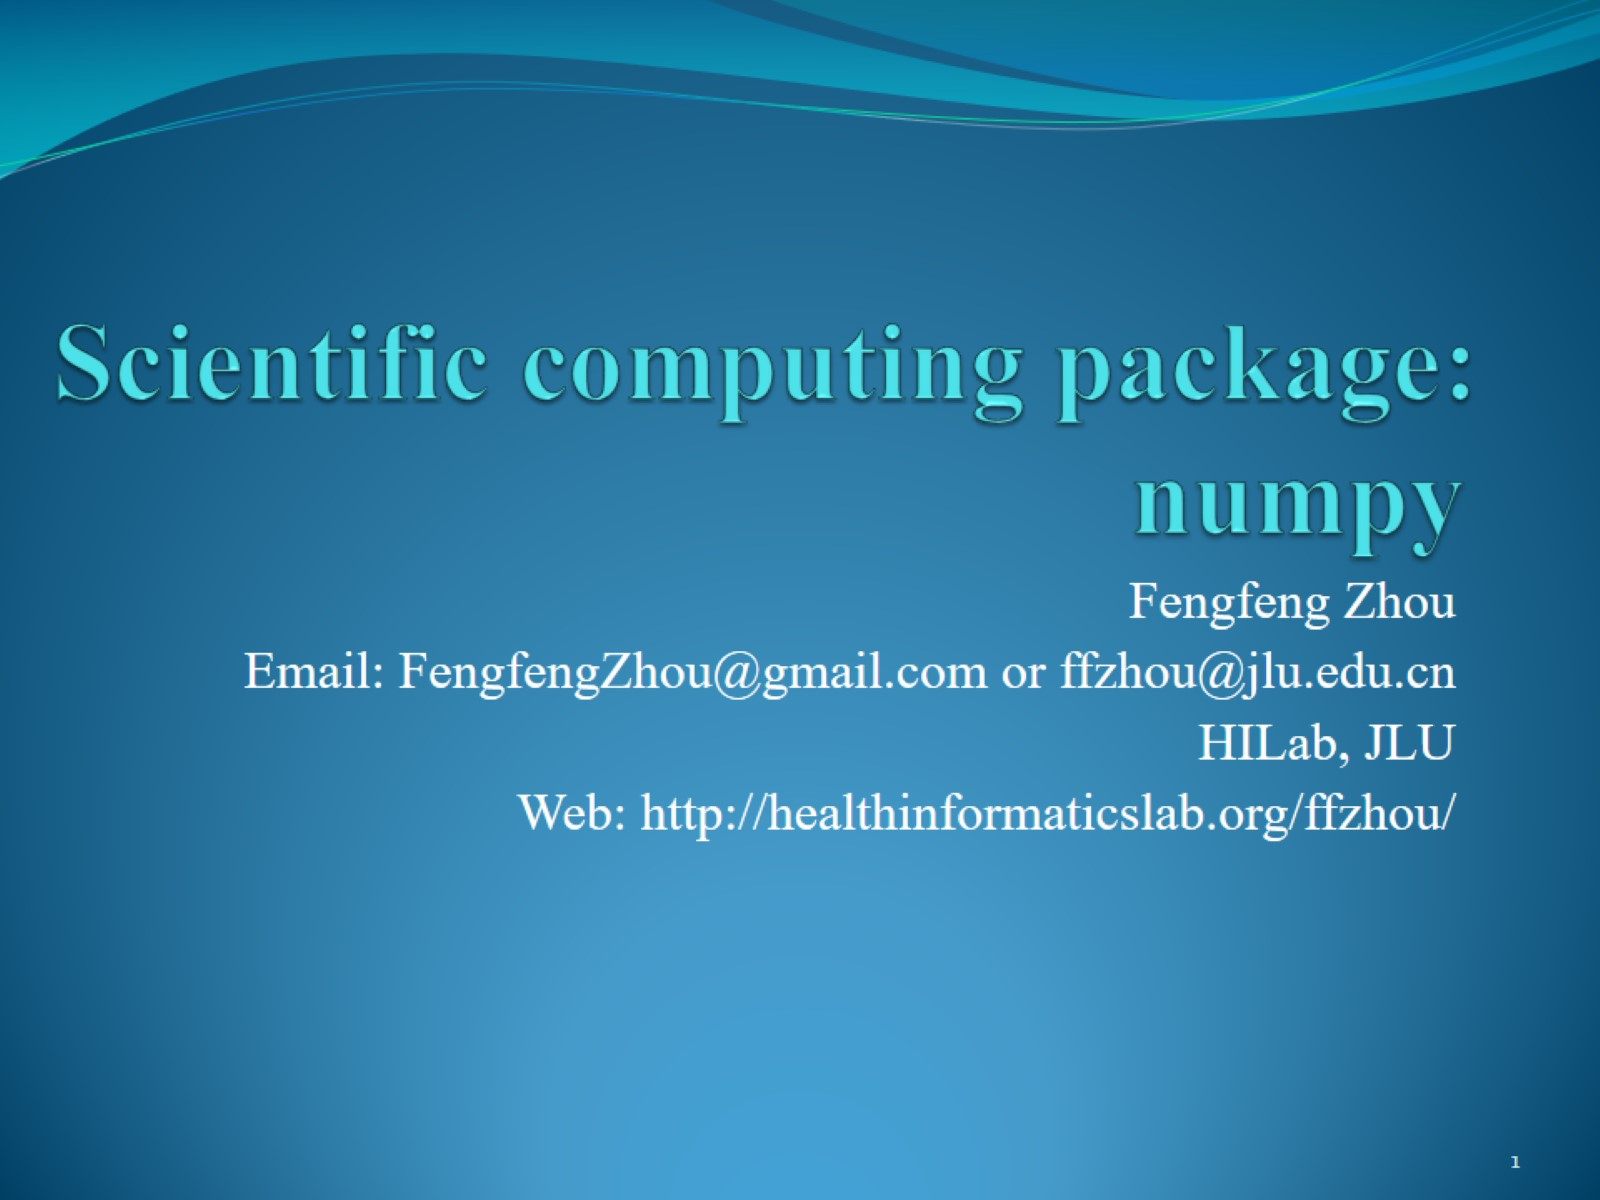 Scientific computing package:
numpy
Fengfeng Zhou
Email: FengfengZhou@gmail.com or ffzhou@jlu.edu.cn
HILab, JLU
Web: http://healthinformaticslab.org/ffzhou/
1